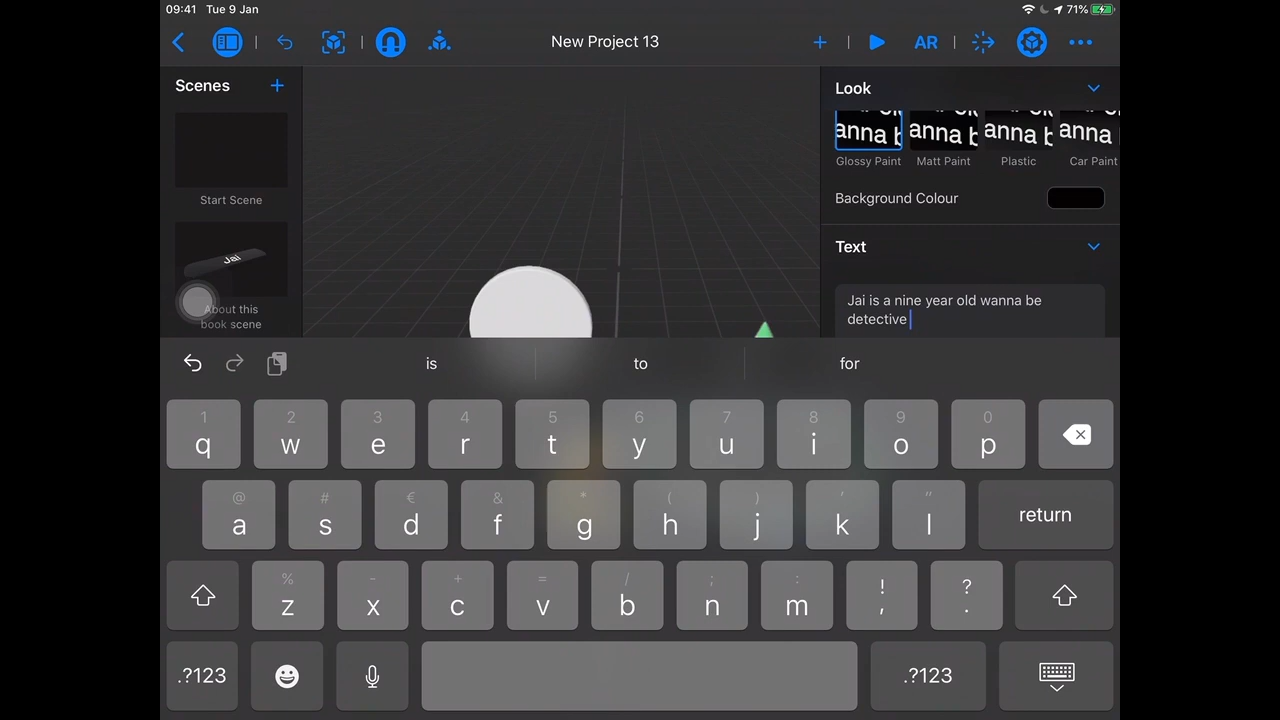 09:41 Tue 9 Jan
71%
New Project 13
AR
Scenes
Start Scene
Jai
About this
book scene
Look
anna b
anna b
anna b
Glossy Paint
Matt Paint
Plastic
Car Paint
Background Colour
Text
Jai is a nine year old wanna be
detective
is to for
1 2 3 4 5 6 7 8 9 0
q w e r t y u i o p
@ # € & * ( ) ' "
a s d f g h j k l return
% - + = / ; : ! ?
z x c v b n m , .
.?123 .?123